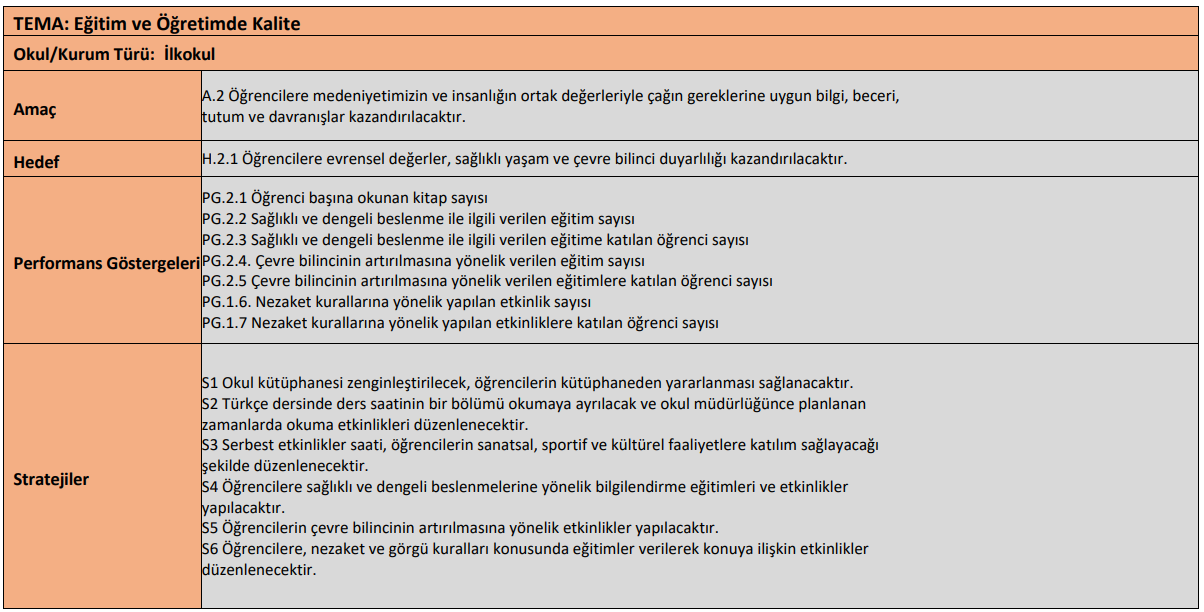 TEMA: Eğitim ve Öğretimde Kalite
Okul/Kurum Türü: İlkokul
Amaç
A.2 Öğrencilere medeniyetimizin ve insanlığın ortak değerleriyle çağın gereklerine uygun bilgi, beceri,
tutum ve davranışlar kazandırılacaktır.
Hedef
H.2.1 Öğrencilere evrensel değerler, sağlıklı yaşam ve çevre bilinci duyarlılığı kazandırılacaktır.
Performans Göstergeleri
PG.2.1 Öğrenci başına okunan kitap sayısı
PG.2.2 Sağlıklı ve dengeli beslenme ile ilgili verilen eğitim sayısı
PG.2.3 Sağlıklı ve dengeli beslenme ile ilgili verilen eğitime katılan öğrenci sayısı
PG.2.4. Çevre bilincinin artırılmasına yönelik verilen eğitim sayısı
PG.2.5 Çevre bilincinin artırılmasına yönelik verilen eğitimlere katılan öğrenci sayısı
PG.1.6. Nezaket kurallarına yönelik yapılan etkinlik sayısı
PG.1.7 Nezaket kurallarına yönelik yapılan etkinliklere katılan öğrenci sayısı
Stratejiler
S1 Okul kütüphanesi zenginleştirilecek, öğrencilerin kütüphaneden yararlanması sağlanacaktır.
S2 Türkçe dersinde ders saatinin bir bölümü okumaya ayrılacak ve okul müdürlüğünce planlanan
zamanlarda okuma etkinlikleri düzenlenecektir.
S3 Serbest etkinlikler saati, öğrencilerin sanatsal, sportif ve kültürel faaliyetlere katılım sağlayacağı
şekilde düzenlenecektir.
S4 Öğrencilere sağlıklı ve dengeli beslenmelerine yönelik bilgilendirme eğitimleri ve etkinlikler
yapılacaktır.
S5 Öğrencilerin çevre bilincinin artırılmasına yönelik etkinlikler yapılacaktır.
S6 Öğrencilere, nezaket ve görgü kuralları konusunda eğitimler verilerek konuya ilişkin etkinlikler
düzenlenecektir.